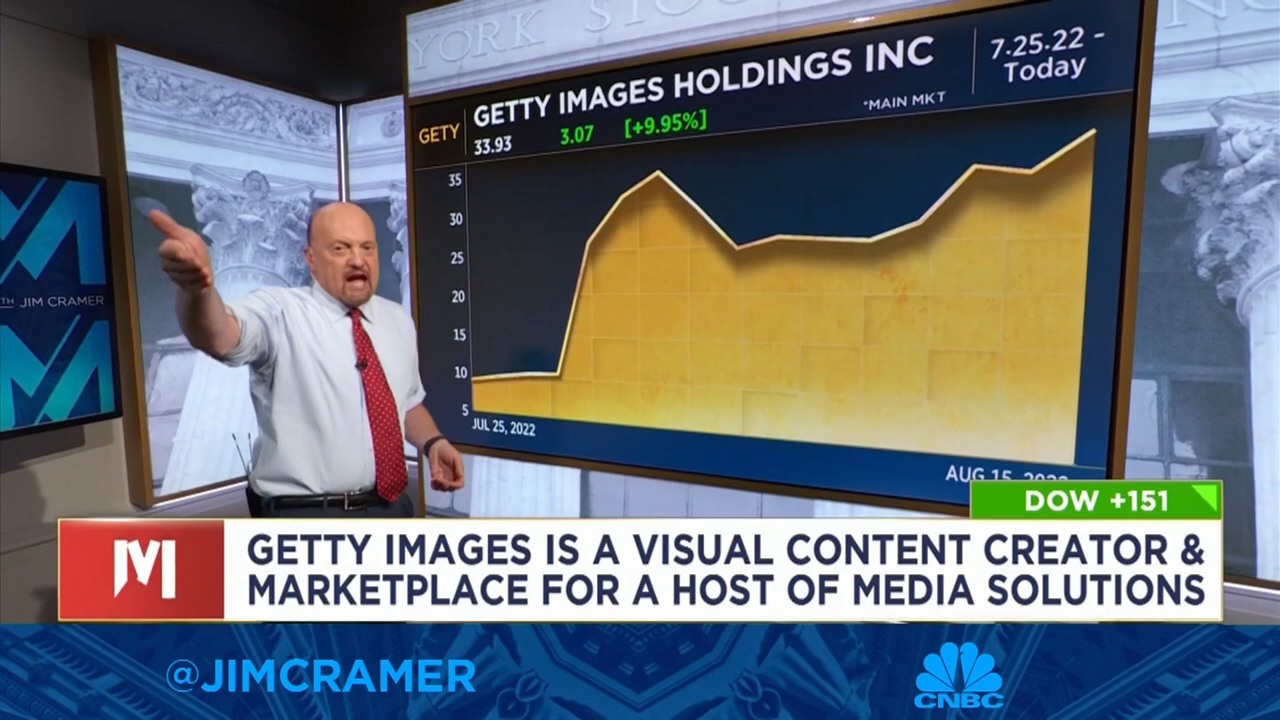 YORK STOC
GETTY IMAGES HOLDINGS INC
7.25.22 -
Today
*MAIN MKT
GETY
33.93 3.07 [+9.95%]
35
30
25
20
15
10
5
JUL 25, 2022
AUG 15, 2022
TH JIM CRAMER
DOW +151
GETTY IMAGES IS A VISUAL CONTENT CREATOR &
MARKETPLACE FOR A HOST OF MEDIA SOLUTIONS
@JIMCRAMER
CNBC